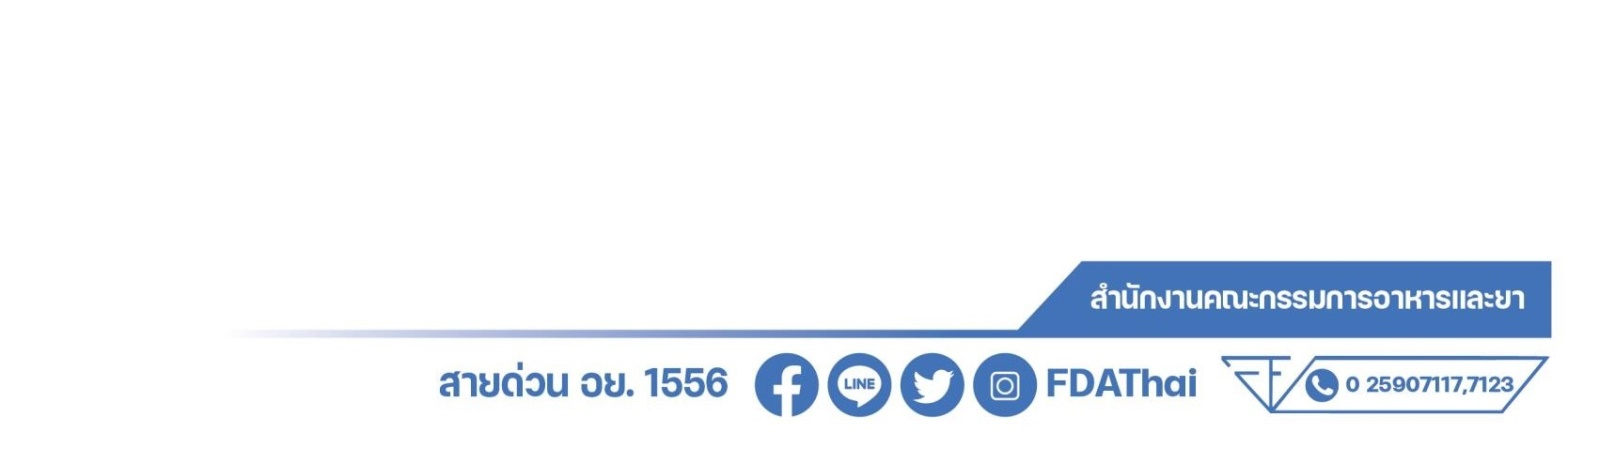 สำนักงานคณะกรรมการอาหารและยา
สายด่วน อย. 1556 LINE FDAThai 0 25907117,7123